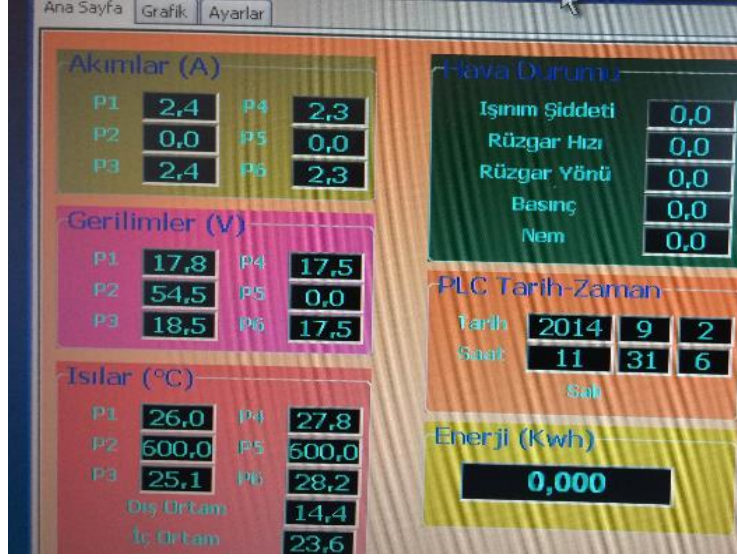 Ana Sayfa Grafik Ayarlar
Akımlar (A)
P1 2,4 P4 2,3
P2 0,0 P5 0,0
P3 2,4 P6 2,3
Gerilimler (V)
P1 17,8 P4 17,5
P2 54,5 P5 0,0
P3 18,5 P6 17,5
Isılar (°C)
P1 26,0 P4 27,8
P2 600,0 P5 600,0
P3 25,1 P6 28,2
Dış Ortam 14,4
İç Ortam 23,6
Hava Durumu
Işınım Şiddeti 0,0
Rüzgar Hızı 0,0
Rüzgar Yönü 0,0
Basınç 0,0
Nem 0,0
PLC Tarih-Zaman
Tarih 2014 9 2
Saat 11 31 6
Salı
Enerji (Kwh)
0,000